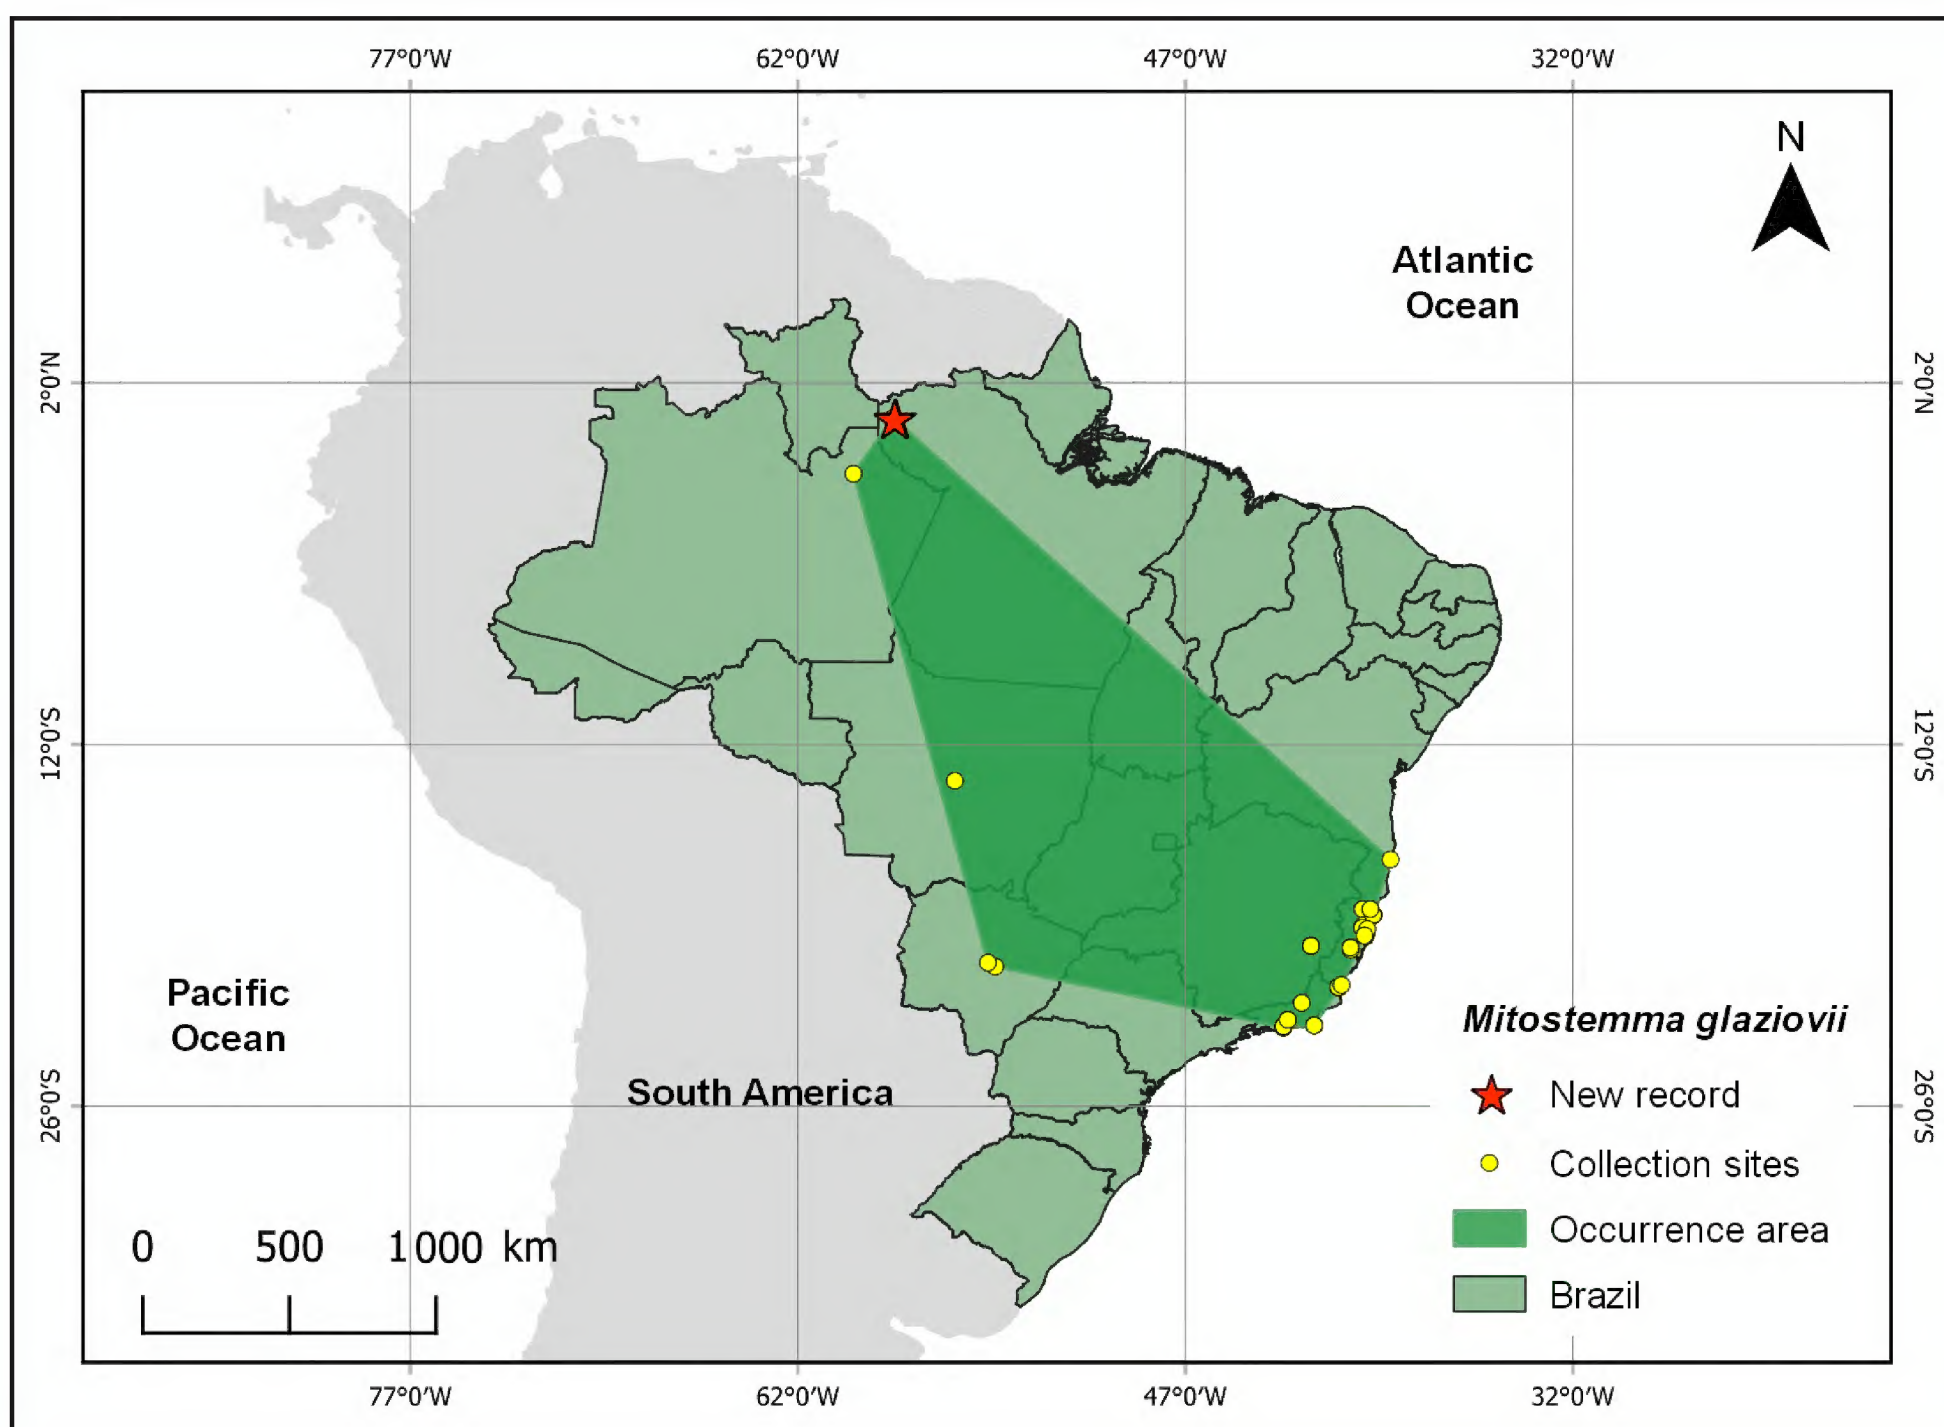 77°0'W 62°0'W 47°0'W 32°0'W
N
Atlantic
Ocean
2°0'N 2°0'N
12°0'S 12°0'S
Pacific
Ocean
South America
26°0'S 26°0'S
Mitostemma glaziovii
New record
Collection sites
Occurrence area
Brazil
0 500 1000 km
77°0'W 62°0'W 47°0'W 32°0'W